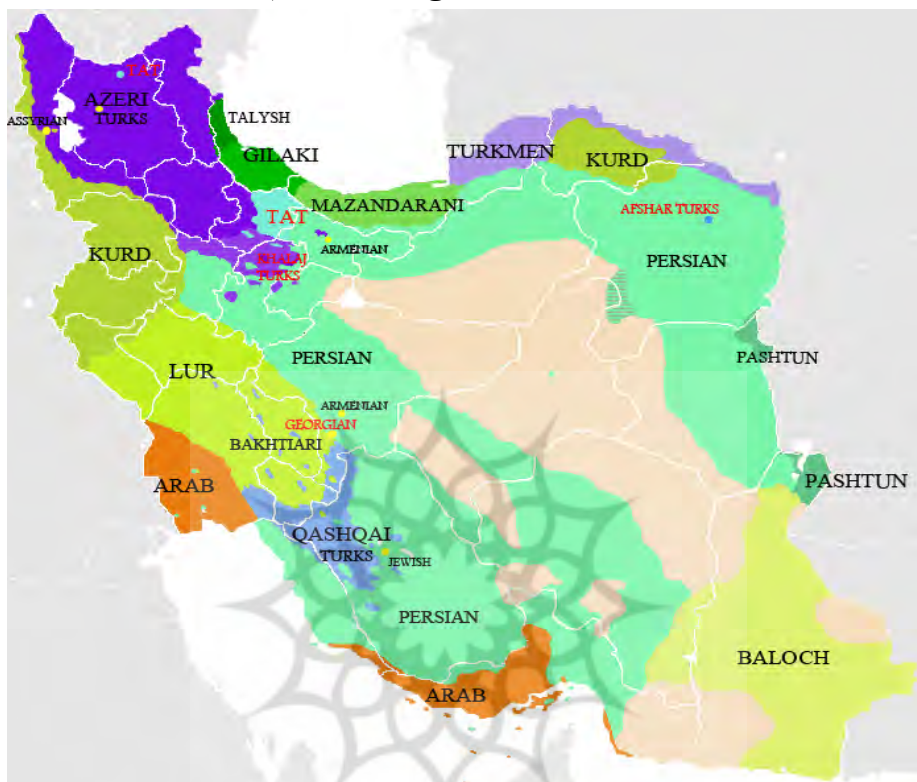 TAT
AZERI
TURKS
ASSYRIAN
TALYSH
GILAKI
TURKMEN
KURD
MAZANDARANI
TAT
AFSHAR TURKS
KURD
ARMENIAN
KHALAJ
TURKS
PERSIAN
PERSIAN
PASHTUN
LUR
ARMENIAN
GEORGIAN
BAKHTIARI
ARAB
PASHTUN
QASHQAI
TURKS
JEWISH
PERSIAN
BALOCH
ARAB